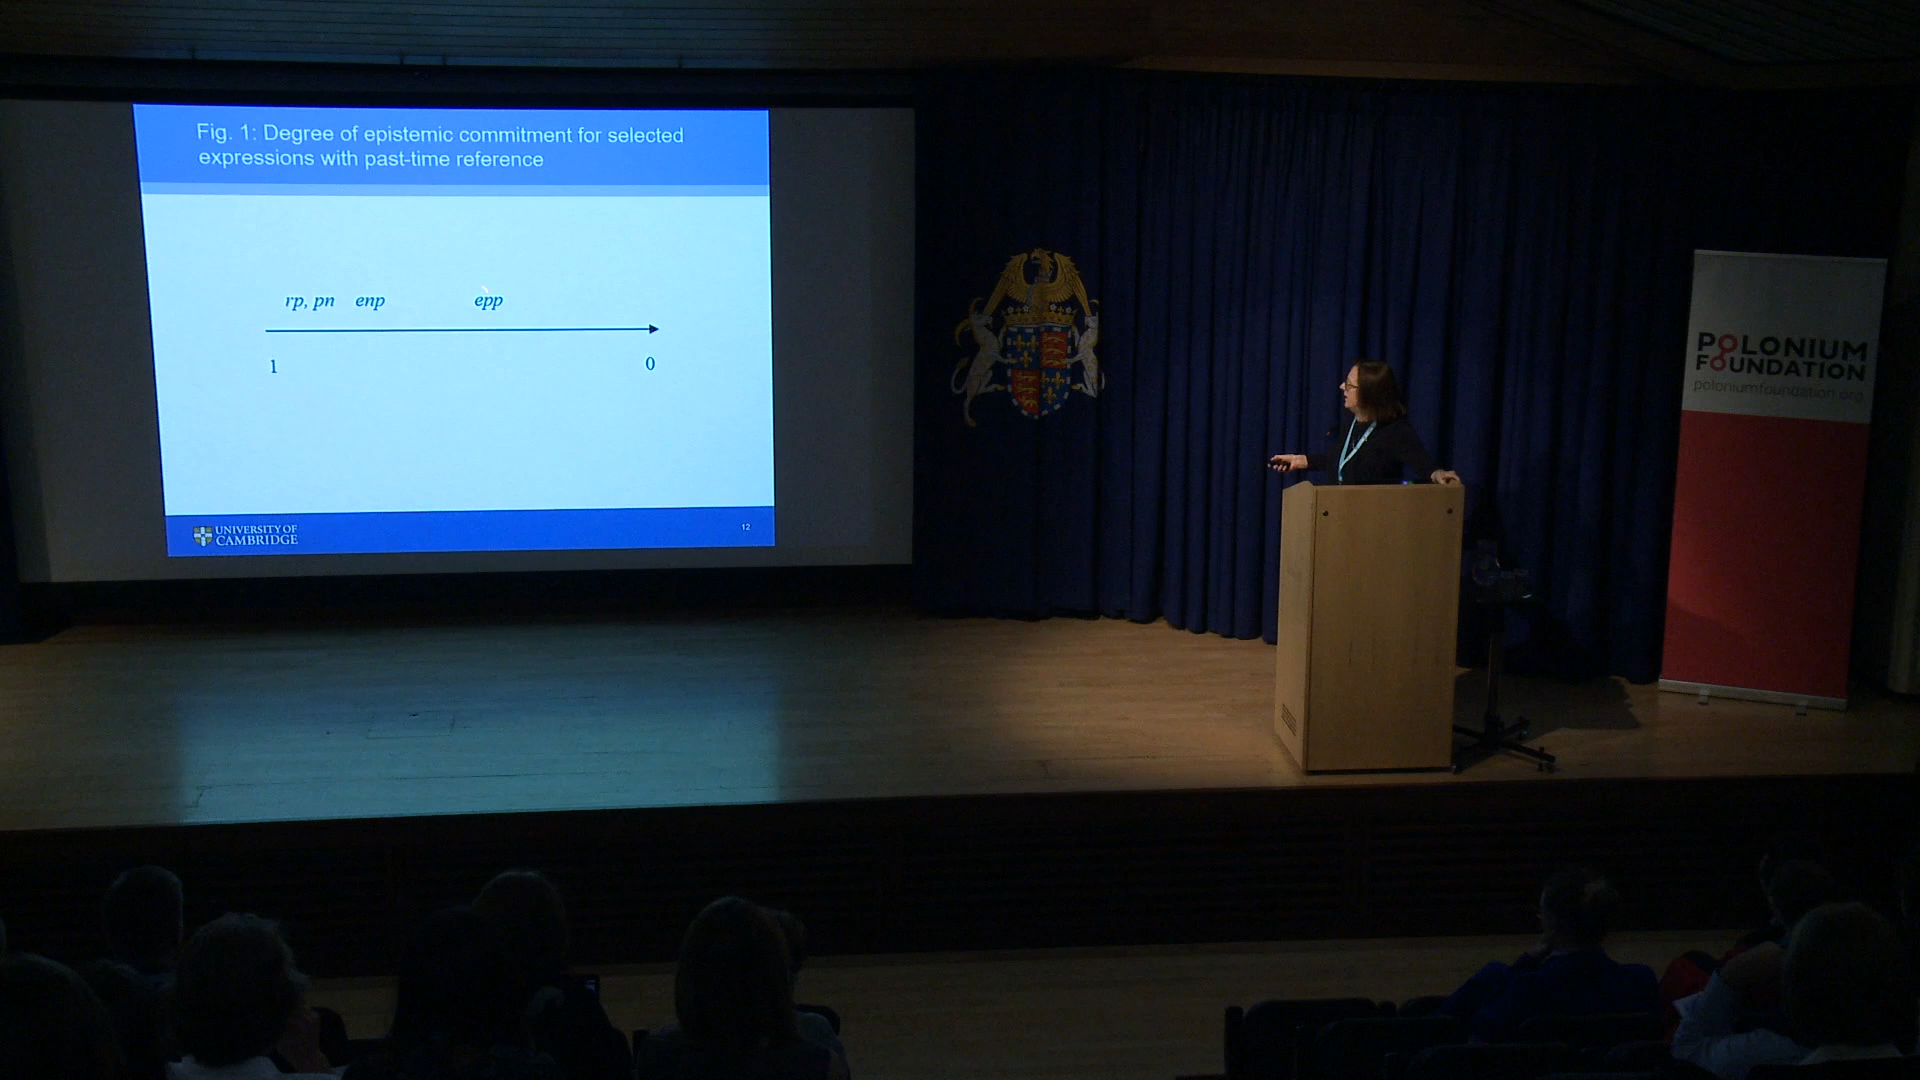 Fig. 1: Degree of epistemic commitment for selected
expressions with past-time reference
rp, pn enp epp
1 0
UNIVERSITY OF
CAMBRIDGE
12
POLONIUM
FOUNDATION
poloniumfoundation.org